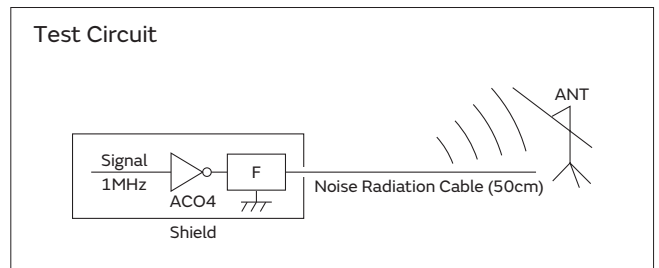 Test Circuit
ANT
Signal
1MHz
F
ACO4
Noise Radiation Cable (50cm)
Shield